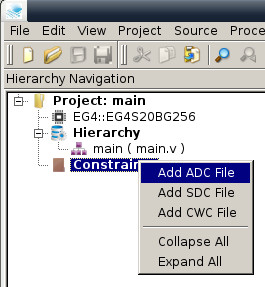 File Edit View Project Source Proce
Hierarchy Navigation
Project: main
EG4::EG4S20BG256
Hierarchy
main ( main.v )
Constrain
Add ADC File
Add SDC File
Add CWC File
Collapse All
Expand All